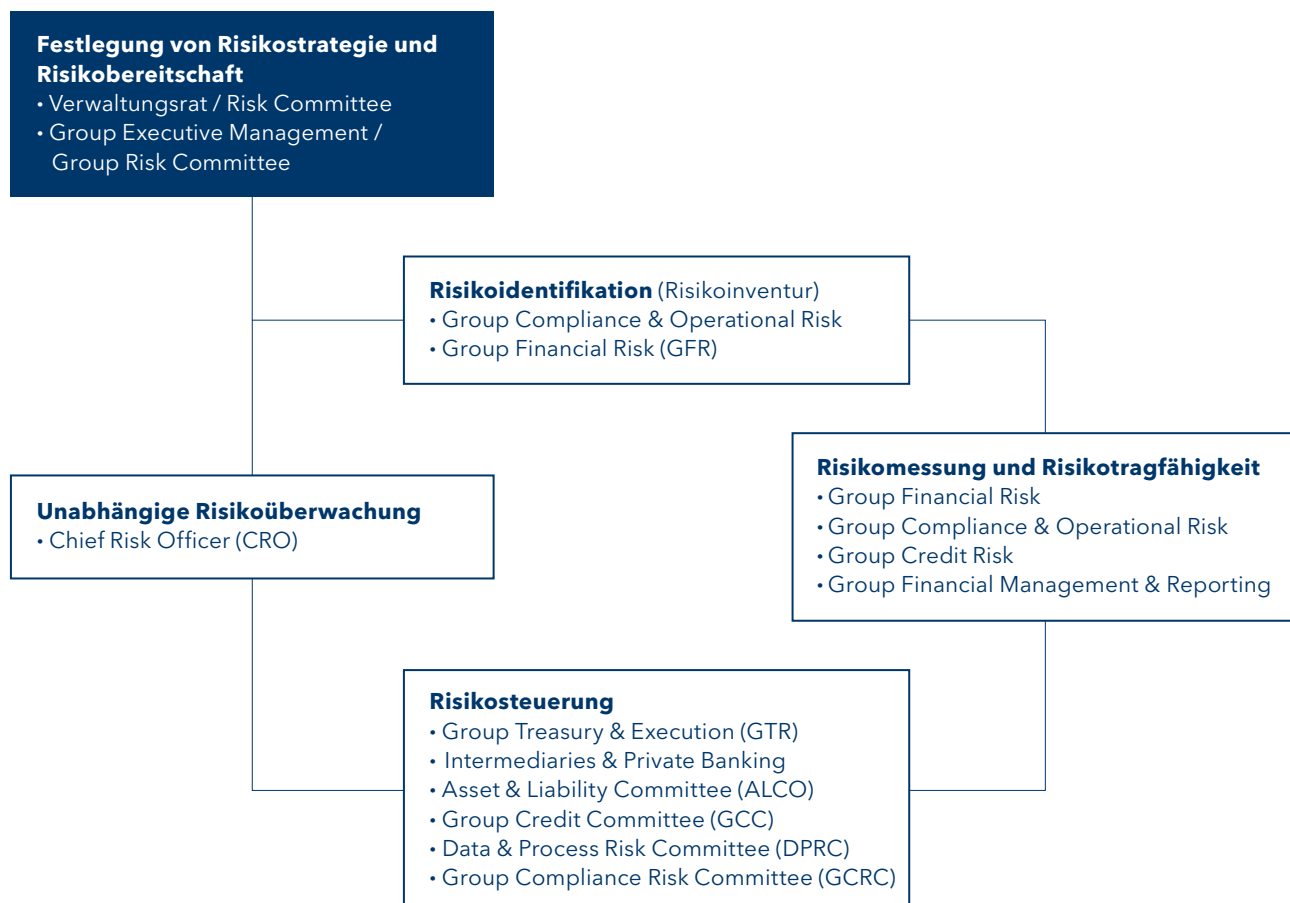 Festlegung von Risikostrategie und
Risikobereitschaft
• Verwaltungsrat / Risk Committee
• Group Executive Management /
Group Risk Committee
Risikoidentifikation (Risikoinventur)
• Group Compliance & Operational Risk
• Group Financial Risk (GFR)
Risikomessung und Risikotragfähigkeit
• Group Financial Risk
• Group Compliance & Operational Risk
• Group Credit Risk
• Group Financial Management & Reporting
Unabhängige Risikoüberwachung
• Chief Risk Officer (CRO)
Risikosteuerung
• Group Treasury & Execution (GTR)
• Intermediaries & Private Banking
• Asset & Liability Committee (ALCO)
• Group Credit Committee (GCC)
• Data & Process Risk Committee (DPRC)
• Group Compliance Risk Committee (GCRC)